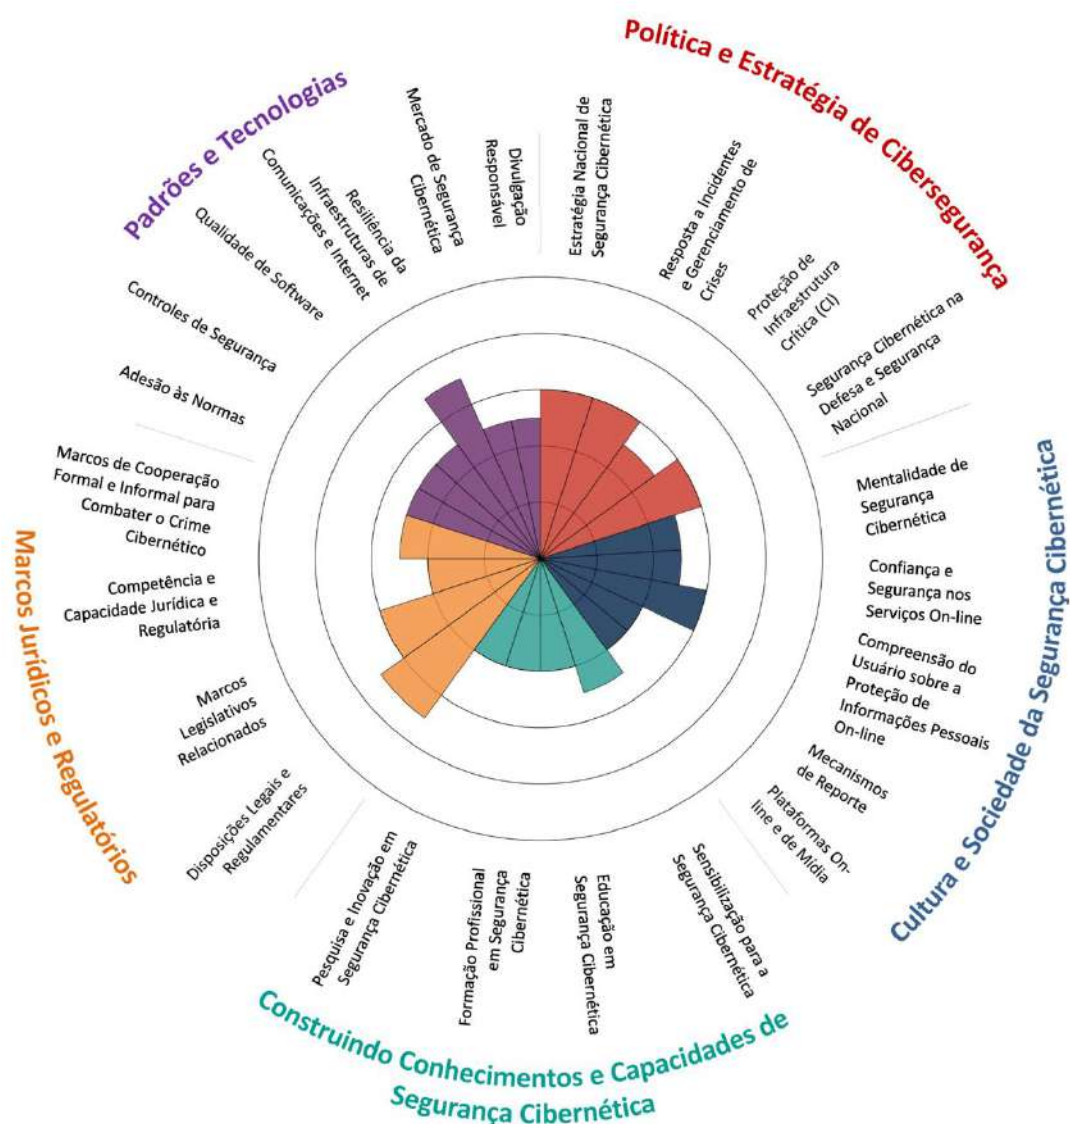 Política e Estratégia de Cibersegurança
Estratégia Nacional de
Segurança Cibernética
Resposta a Incidentes
e Gerenciamento de
Crises
Proteção de
Infraestrutura
Crítica (CI)
Segurança Cibernética na
Defesa e Segurança
Nacional
Cultura e Sociedade da Segurança Cibernética
Mentalidade de
Segurança
Cibernética
Confiança e
Segurança nos
Serviços On-line
Compreensão do
Usuário sobre a
Proteção de
Informações Pessoais
On-line
Mecanismos
de Reporte
Plataformas On-
line e de Mídia
Construindo Conhecimentos e Capacidades de
Segurança Cibernética
Sensibilização para a
Segurança Cibernética
Educação em
Segurança Cibernética
Formação Profissional
em Segurança
Cibernética
Pesquisa e Inovação em
Segurança Cibernética
Marcos Jurídicos e Regulatórios
Disposições Legais e
Regulamentares
Marcos
Legislativos
Relacionados
Competência e
Capacidade Jurídica e
Regulatória
Marcos de Cooperação
Formal e Informal para
Combater o Crime
Cibernético
Padrões e Tecnologias
Adesão às Normas
Controles de Segurança
Qualidade de Software
Resiliência da
Infraestruturas de
Comunicações e Internet
Mercado de Segurança
Cibernética
Divulgação
Responsável